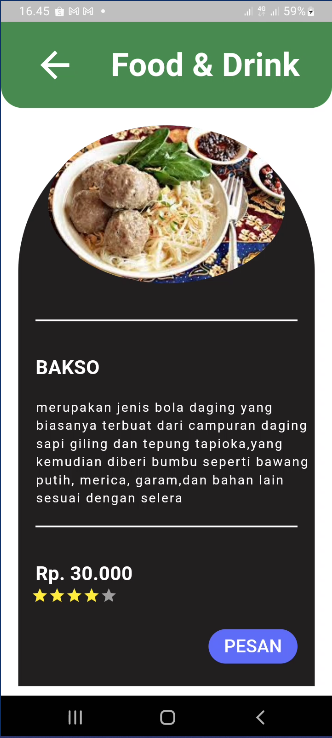 16.45
59%
Food & Drink
BAKSO
merupakan jenis bola daging yang
biasanya terbuat dari campuran daging
sapi giling dan tepung tapioka,yang
kemudian diberi bumbu seperti bawang
putih, merica, garam,dan bahan lain
sesuai dengan selera
Rp. 30.000
PESAN